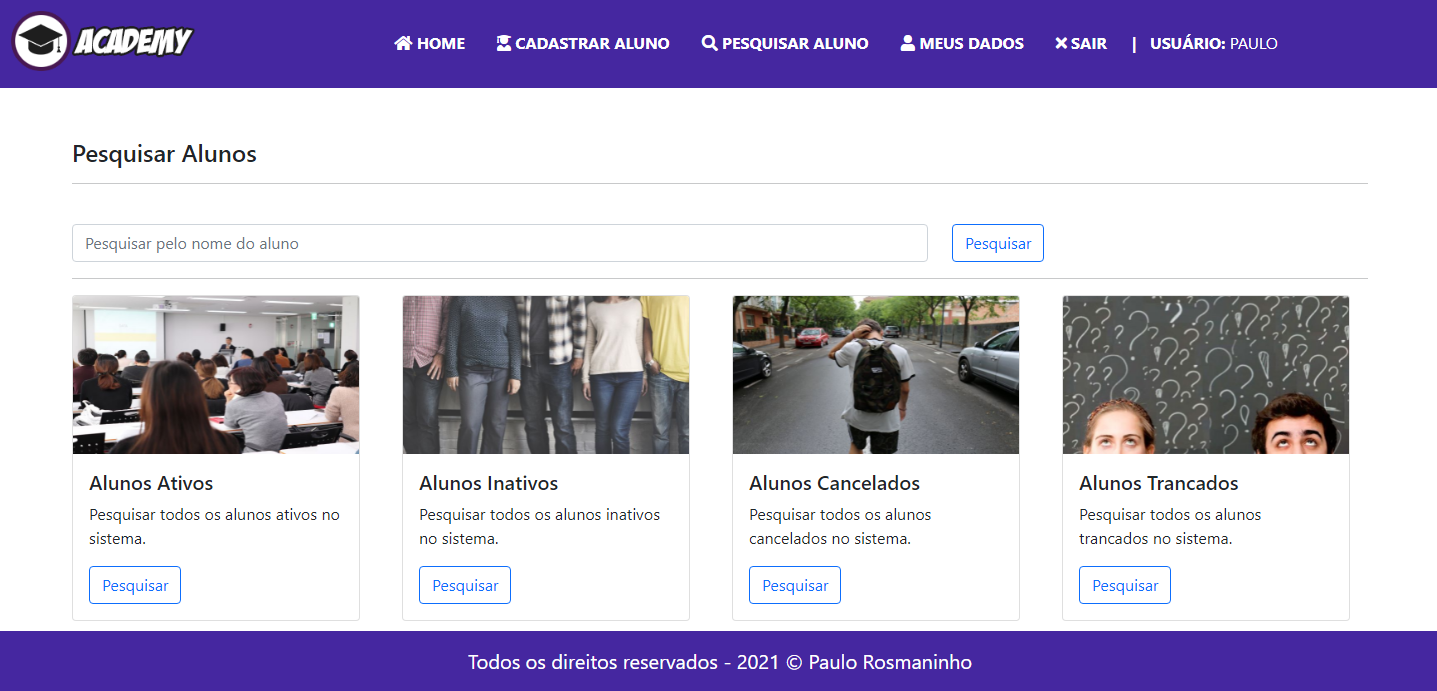 ACADEMY
HOME CADASTRAR ALUNO PESQUISAR ALUNO MEUS DADOS SAIR | USUÁRIO: PAULO
Pesquisar Alunos
Pesquisar pelo nome do aluno Pesquisar
Alunos Ativos
Pesquisar todos os alunos ativos no
sistema.
Pesquisar
Alunos Inativos
Pesquisar todos os alunos inativos
no sistema.
Pesquisar
Alunos Cancelados
Pesquisar todos os alunos
cancelados no sistema.
Pesquisar
Alunos Trancados
Pesquisar todos os alunos
trancados no sistema.
Pesquisar
Todos os direitos reservados - 2021 © Paulo Rosmaninho